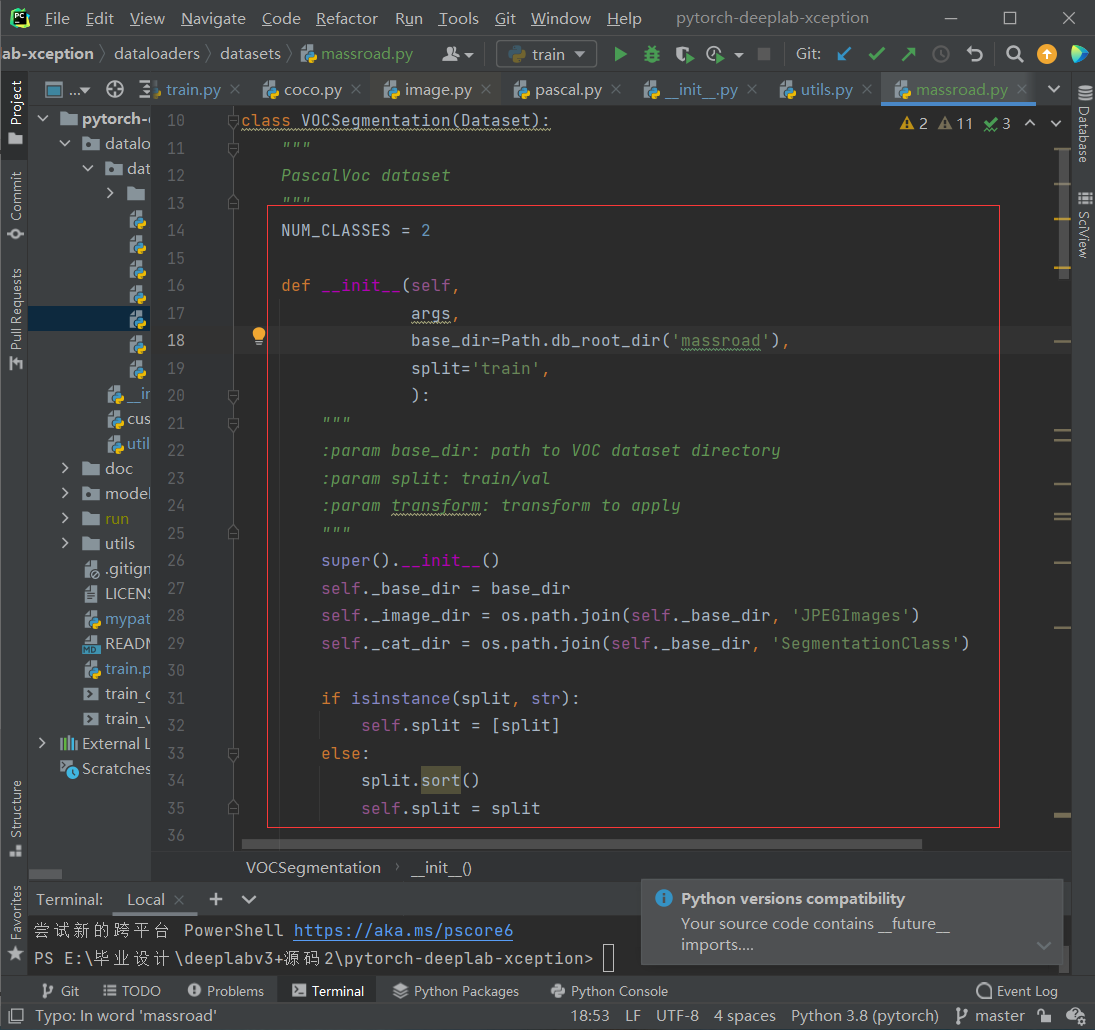 PC File Edit View Navigate Code Refactor Run Tools Git Window Help pytorch-deeplab-xception
lab-xception dataloaders datasets massroad.py train Git:
... train.py coco.py image.py pascal.py __init__.py utils.py massroad.py
Project
Commit
Pull Requests
Structure
Favorites
pytorch-d
datalo
dat
__in
cus
util
doc
model
run
utils
.gitign
LICENS
mypat
READM
train.p
train_c
train_v
External L
Scratches
2 11 3
10 class VOCSegmentation(Dataset):
11 """
12 PascalVoc dataset
13 """
14 NUM_CLASSES = 2
15
16 def __init__(self,
17 args,
18 base_dir=Path.db_root_dir('massroad'),
19 split='train',
20 ):
21 """
22 :param base_dir: path to VOC dataset directory
23 :param split: train/val
24 :param transform: transform to apply
25 """
26 super().__init__()
27 self._base_dir = base_dir
28 self._image_dir = os.path.join(self._base_dir, 'JPEGImages')
29 self._cat_dir = os.path.join(self._base_dir, 'SegmentationClass')
30
31 if isinstance(split, str):
32 self.split = [split]
33 else:
34 split.sort()
35 self.split = split
36
Database
SciView
VOCSegmentation › __init__()
Terminal: Local
尝试新的跨平台 PowerShell https://aka.ms/pscore6
PS E:\毕业设计\deeplabv3+源码2\pytorch-deeplab-xception>
Python versions compatibility
Your source code contains __future__
imports....
Git TODO Problems Terminal Python Packages Python Console Event Log
Typo: In word 'massroad' 18:53 LF UTF-8 4 spaces Python 3.8 (pytorch) master